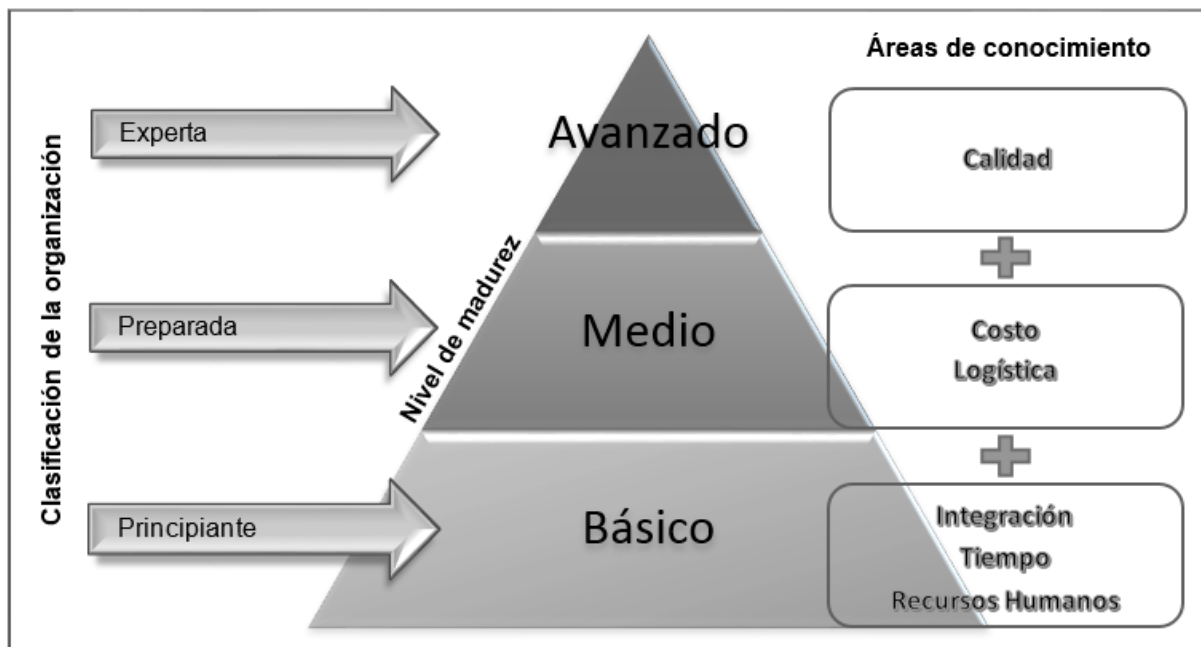 Áreas de conocimiento
Clasificación de la organización
Experta
Avanzado
Calidad
Nivel de madurez
Preparada
Medio
Costo
Logística
Principiante
Básico
Integración
Tiempo
Recursos Humanos